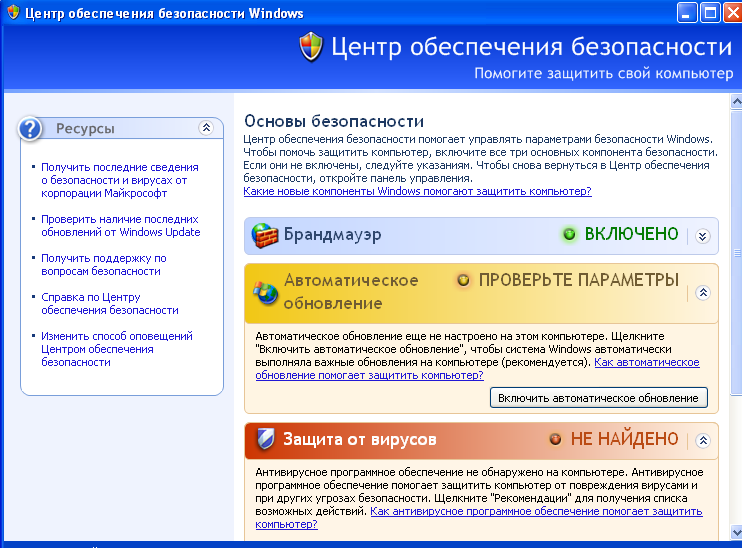 Центр обеспечения безопасности Windows
Центр обеспечения безопасности
Помогите защитить свой компьютер
Ресурсы
Получить последние сведения
о безопасности и вирусах от
корпорации Майкрософт
Проверить наличие последних
обновлений от Windows Update
Получить поддержку по
вопросам безопасности
Справка по Центру
обеспечения безопасности
Изменить способ оповещений
Центром обеспечения
безопасности
Основы безопасности
Центр обеспечения безопасности помогает управлять параметрами безопасности Windows.
Чтобы помочь защитить компьютер, включите все три основных компонента безопасности.
Если они не включены, следуйте указаниям. Чтобы снова вернуться в Центр обеспечения
безопасности, откройте панель управления.
Какие новые компоненты Windows помогают защитить компьютер?
Брандмауэр ВКЛЮЧЕНО
Автоматическое ПРОВЕРЬТЕ ПАРАМЕТРЫ
обновление
Автоматическое обновление еще не настроено на этом компьютере. Щелкните
"Включить автоматическое обновление", чтобы система Windows автоматически
выполняла важные обновления на компьютере (рекомендуется). Как автоматическое
обновление помогает защитить компьютер?
Включить автоматическое обновление
Защита от вирусов НЕ НАЙДЕНО
Антивирусное программное обеспечение не обнаружено на компьютере. Антивирусное
программное обеспечение помогает защитить компьютер от повреждения вирусами и
при других угрозах безопасности. Щелкните "Рекомендации" для получения списка
возможных действий. Как антивирусное программное обеспечение помогает защитить
компьютер?